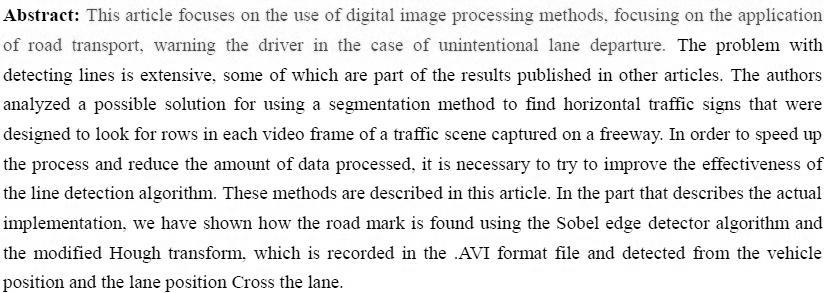 Abstract: This article focuses on the use of digital image processing methods, focusing on the application
of road transport, warning the driver in the case of unintentional lane departure. The problem with
detecting lines is extensive, some of which are part of the results published in other articles. The authors
analyzed a possible solution for using a segmentation method to find horizontal traffic signs that were
designed to look for rows in each video frame of a traffic scene captured on a freeway. In order to speed up
the process and reduce the amount of data processed, it is necessary to try to improve the effectiveness of
the line detection algorithm. These methods are described in this article. In the part that describes the actual
implementation, we have shown how the road mark is found using the Sobel edge detector algorithm and
the modified Hough transform, which is recorded in the .AVI format file and detected from the vehicle
position and the lane position Cross the lane.